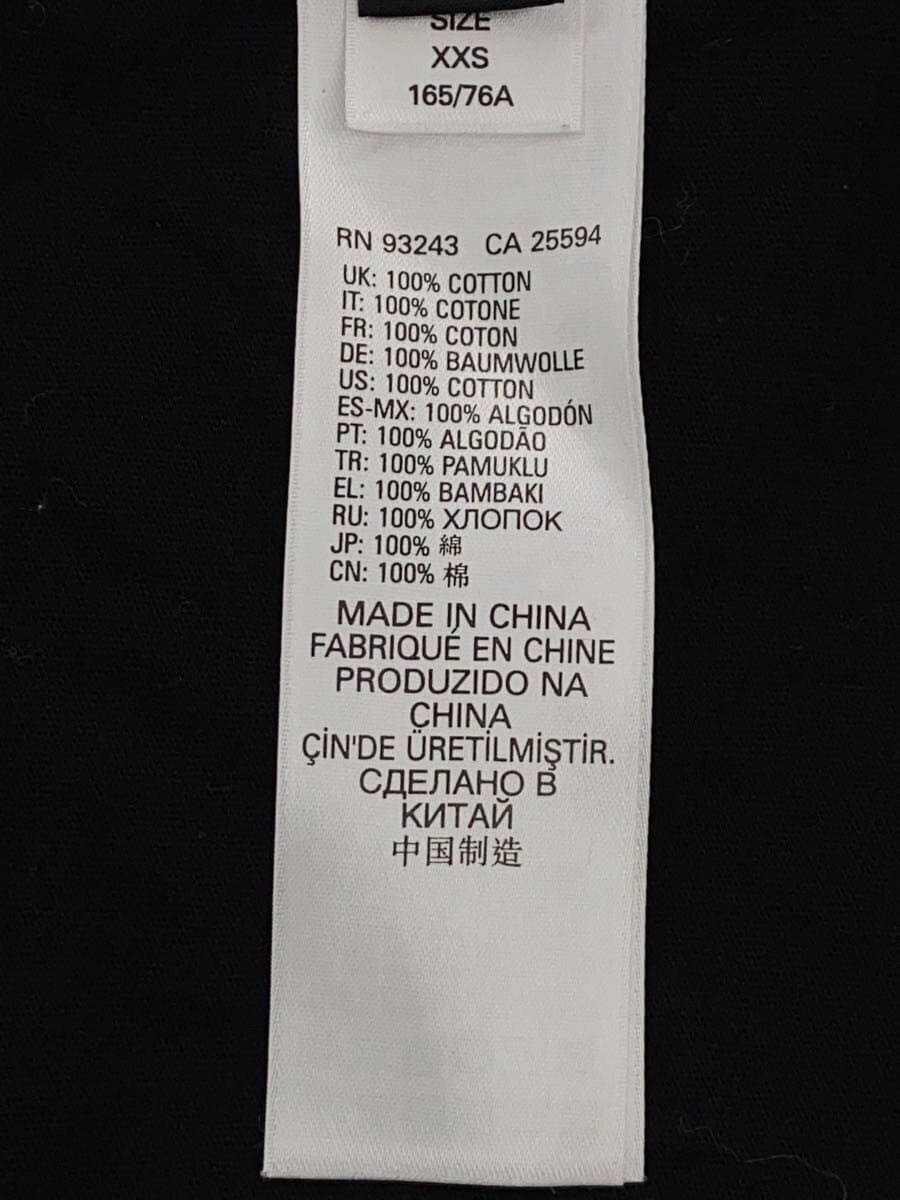 SIZE
XXS
165/76A
RN 93243 CA 25594
UK: 100% COTTON
IT: 100% COTONE
FR: 100% COTON
DE: 100% BAUMWOLLE
US: 100% COTTON
ES-MX: 100% ALGODÓN
PT: 100% ALGODÃO
TR: 100% PAMUKLU
EL: 100% BAMBAKI
RU: 100% ХЛОПОК
JP: 100% 綿
CN: 100% 棉
MADE IN CHINA
FABRIQUÉ EN CHINE
PRODUZIDO NA
CHINA
ÇİN'DE ÜRETİLMİŞTİR.
СДЕЛАНО В
КИТАЙ
中国制造